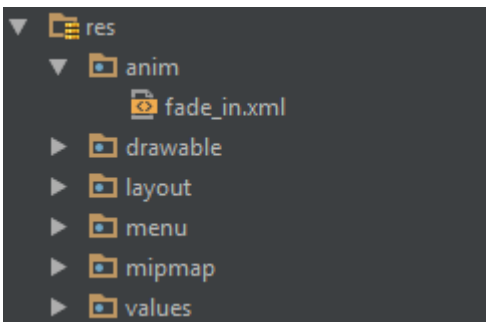 res
anim
fade_in.xml
drawable
layout
menu
mipmap
values